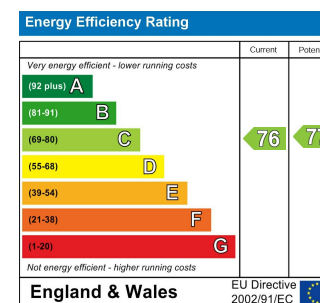 Energy Efficiency Rating
Current
Very energy efficient - lower running costs
(92 plus) A
(81-91) B
(69-80) C 76
(55-68) D
(39-54) E
(21-38) F
(1-20) G
Not energy efficient - higher running costs
England & Wales
EU Directive
2002/91/EC